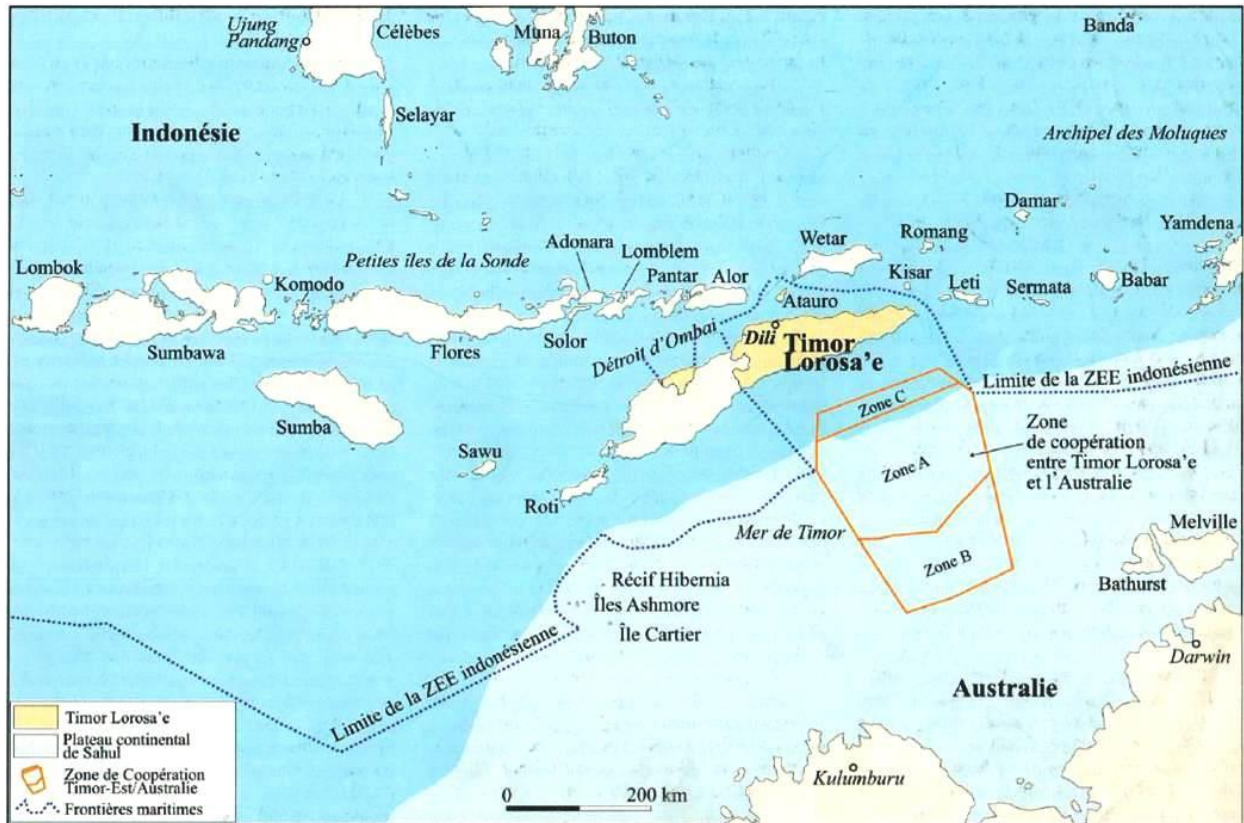 Ujung
Pandang
Célèbes
Muna
Buton
Banda
Selayar
Indonésie
Archipel des Moluques
Damar
Yamdena
Wetar
Romang
Adonara
Lomblem
Petites îles de la Sonde
Pantar
Alor
Kisar
Lombok
Komodo
Leti
Sermata
Babar
Atauro
Sumbawa
Flores
Solor
Détroit d'Ombai
Dili
Timor
Lorosa'e
Limite de la ZEE indonésienne
Zone C
Sumba
Zone
de coopération
entre Timor Lorosa'e
et l'Australie
Sawu
Zone A
Roti
Mer de Timor
Melville
Zone B
Bathurst
Récif Hibernia
Îles Ashmore
Île Cartier
Darwin
Limite de la ZEE indonésienne
Australie
Timor Lorosa'e
Plateau continental
de Sahul
Zone de Coopération
Timor-Est/Australie
Frontières maritimes
Kulumburu
0
200 km